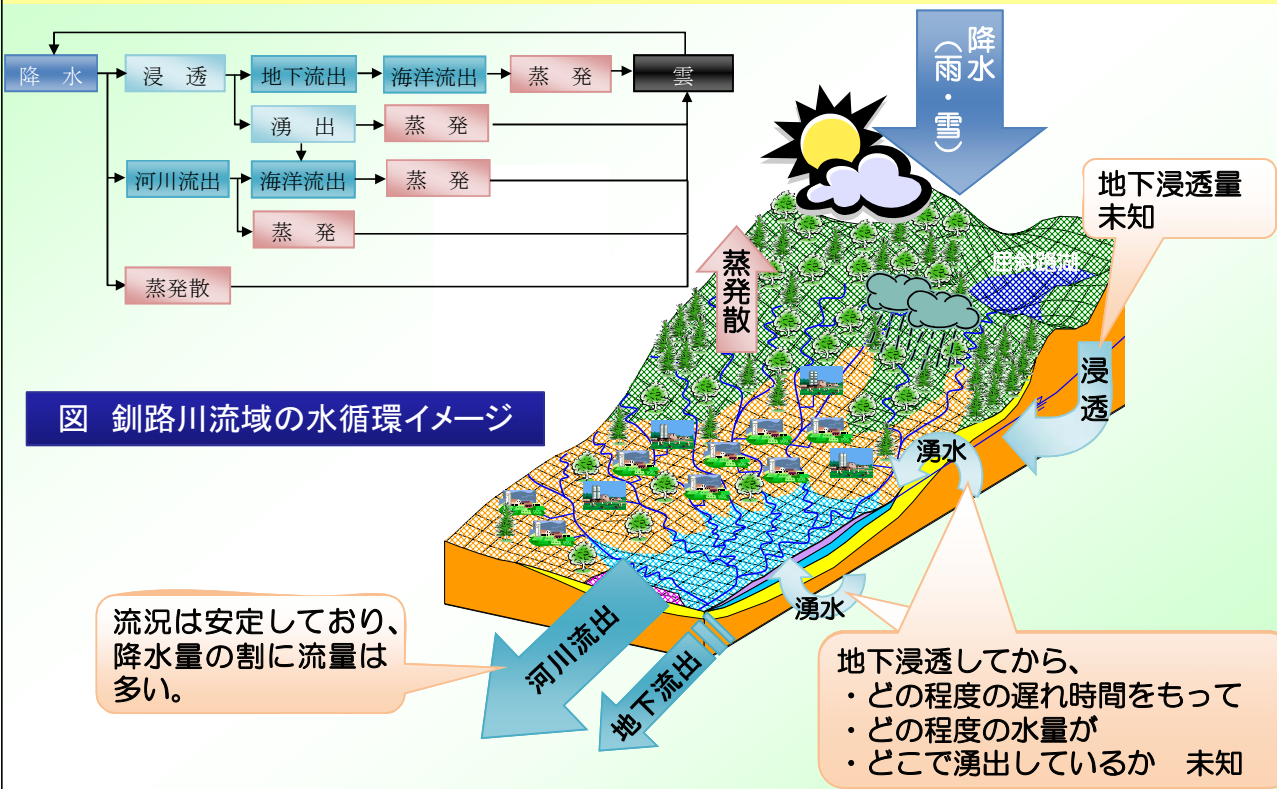 降 水
浸 透
地下流出
海洋流出
蒸 発
雲
湧 出
蒸 発
河川流出
海洋流出
蒸 発
蒸 発
蒸発散
降水
(雨・雪)
地下浸透量
未知
屈斜路湖
蒸発散
浸透
図 釧路川流域の水循環イメージ
湧水
湧水
流況は安定しており、
降水量の割に流量は
多い。
河川流出
地下流出
地下浸透してから、
・どの程度の遅れ時間をもって
・どの程度の水量が
・どこで湧出しているか 未知